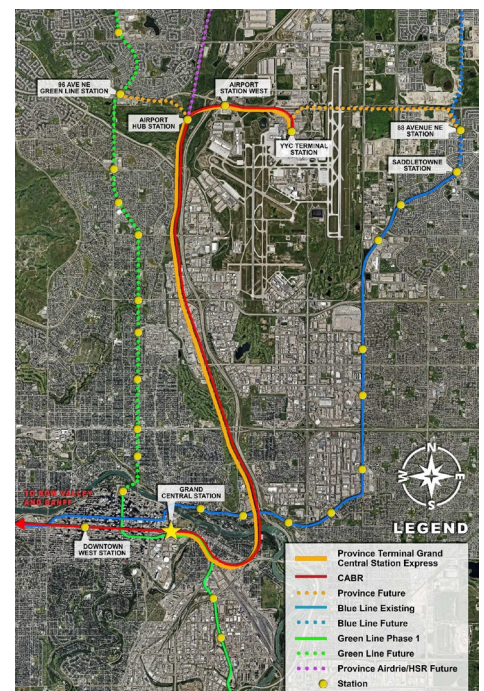 96 AVE NE
GREEN LINE STATION
AIRPORT
STATION WEST
AIRPORT
HUB STATION
YYC TERMINAL
STATION
88 AVENUE NE
STATION
SADDLETOWNE
STATION
TO BOW VALLEY
AND BANFF
GRAND
CENTRAL STATION
DOWNTOWN
WEST STATION
N
W E
S
LEGEND
Province Terminal Grand
Central Station Express
CABR
Province Future
Blue Line Existing
Blue Line Future
Green Line Phase 1
Green Line Future
Province Airdrie/HSR Future
Station